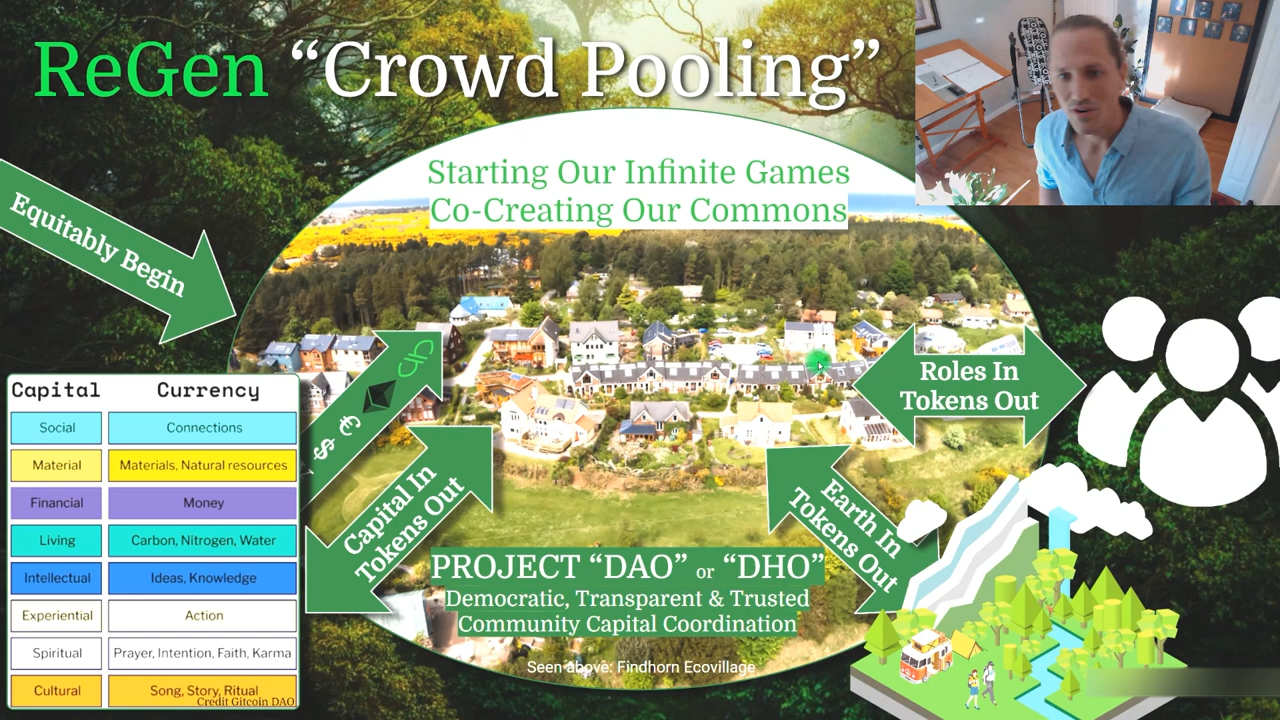 ReGen “Crowd Pooling”
Starting Our Infinite Games
Co-Creating Our Commons
Equitably Begin
Capital Currency
Social Connections
Material Materials, Natural resources
Financial Money
Living Carbon, Nitrogen, Water
Intellectual Ideas, Knowledge
Experiential Action
Spiritual Prayer, Intention, Faith, Karma
Cultural Song, Story, Ritual
Credit Gitcoin DAO
$ €
Capital In
Tokens Out
Roles In
Tokens Out
Earth In
Tokens Out
PROJECT “DAO” or “DHO”
Democratic, Transparent & Trusted
Community Capital Coordination
Seen above: Findhorn Ecovillage